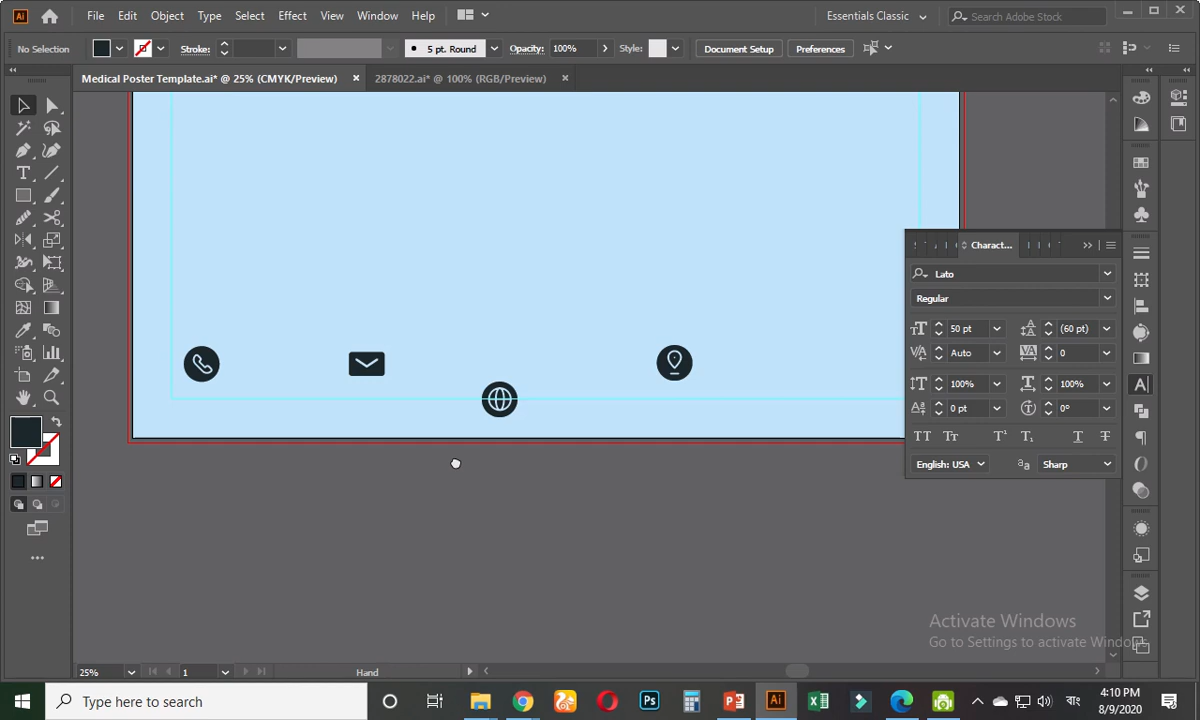 Ai File Edit Object Type Select Effect View Window Help Essentials Classic Search Adobe Stock
No Selection Stroke: 5 pt. Round Opacity: 100% Style: Document Setup Preferences
Medical Poster Template.ai* @ 25% (CMYK/Preview) × 2878022.ai* @ 100% (RGB/Preview) ×
Charact...
Lato
Regular
50 pt (60 pt)
Auto 0
100% 100%
0 pt 0°
English: USA Sharp
Activate Windows
Go to Settings to activate Windows.
25% 1 Hand
Type here to search Ps Ai বাং 4:10 PM
8/9/2020